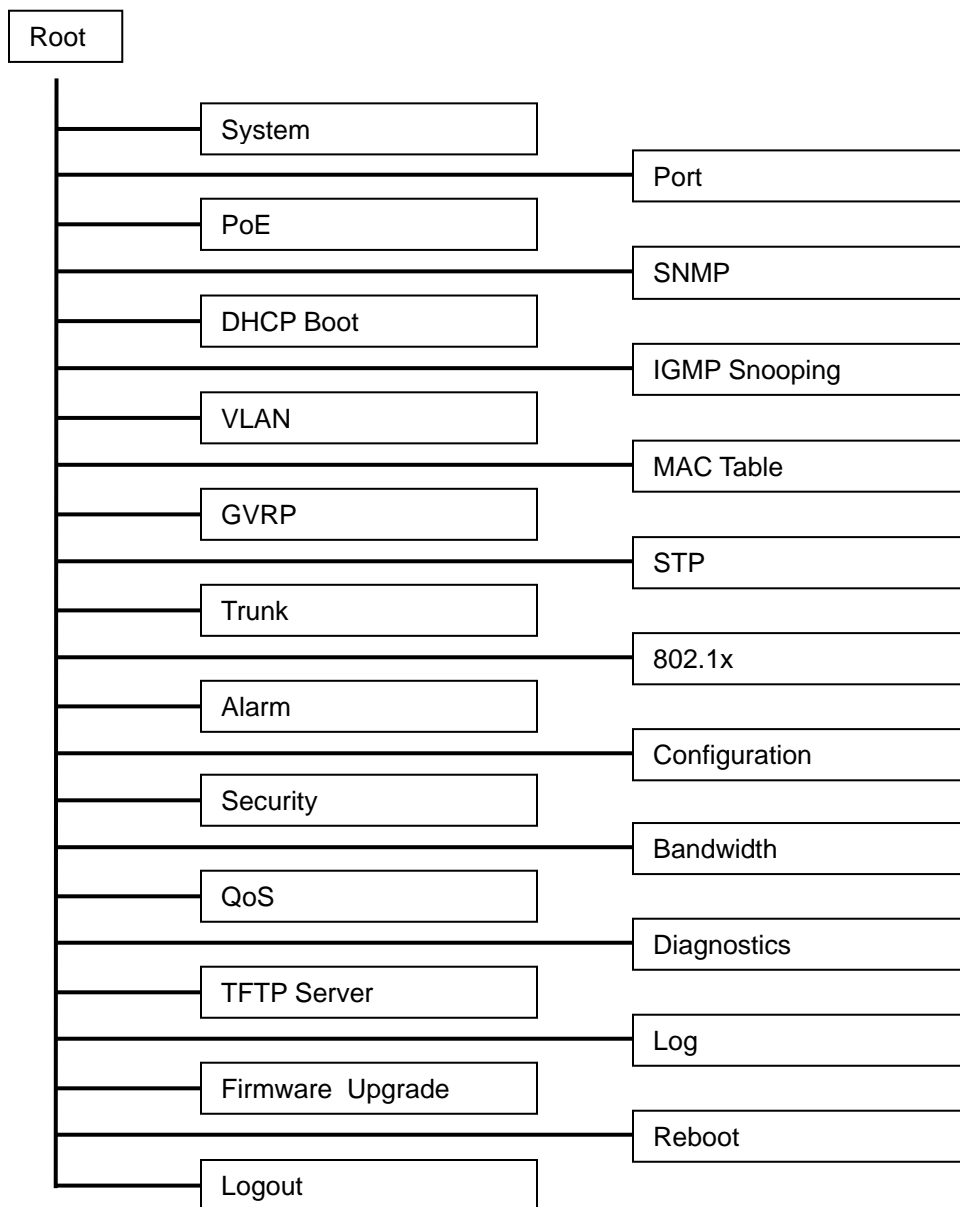 Root
System
Port
PoE
SNMP
DHCP Boot
IGMP Snooping
VLAN
MAC Table
GVRP
STP
Trunk
802.1x
Alarm
Configuration
Security
Bandwidth
QoS
Diagnostics
TFTP Server
Log
Firmware  Upgrade
Reboot
Logout